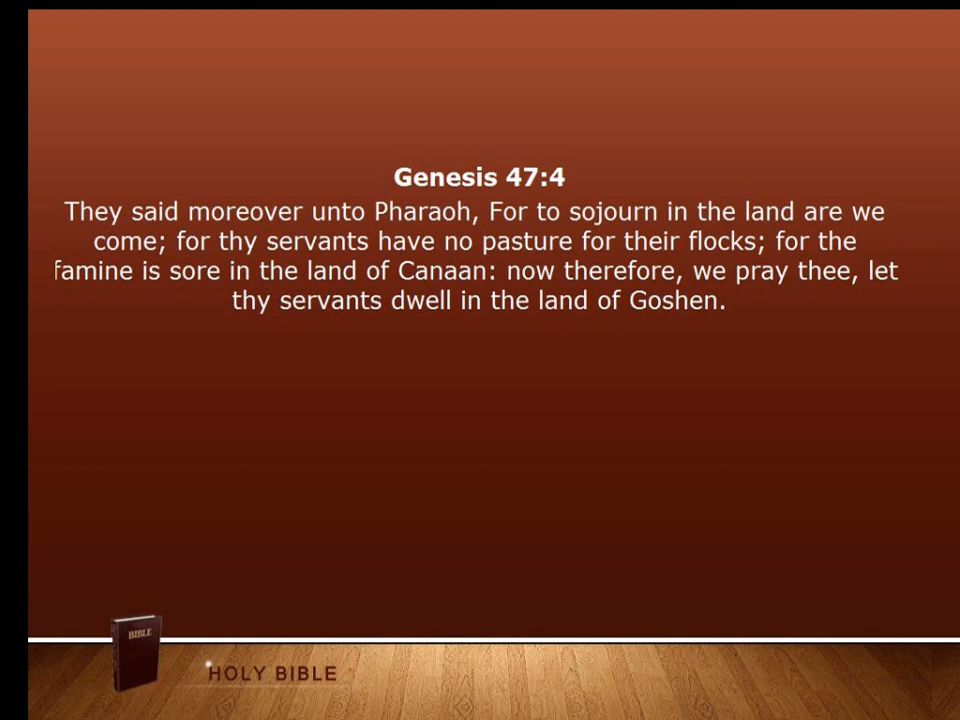 Genesis 47:4
They said moreover unto Pharaoh, For to sojourn in the land are we
come; for thy servants have no pasture for their flocks; for the
famine is sore in the land of Canaan: now therefore, we pray thee, let
thy servants dwell in the land of Goshen.
BIBLE
HOLY BIBLE